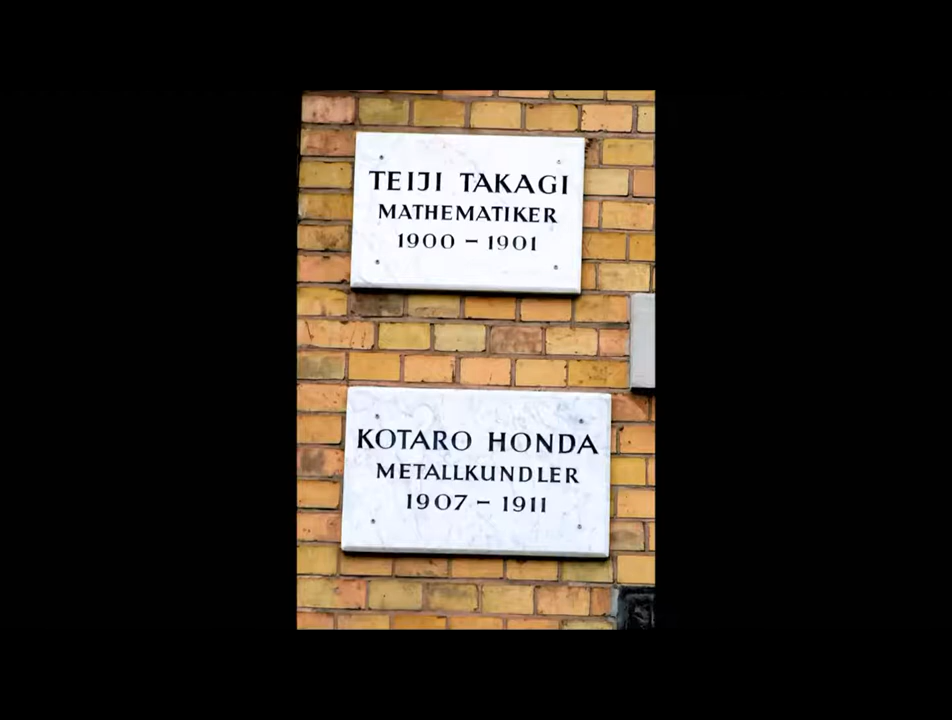 TEIJI TAKAGI
MATHEMATIKER
1900 – 1901
KOTARO HONDA
METALLKUNDLER
1907 – 1911